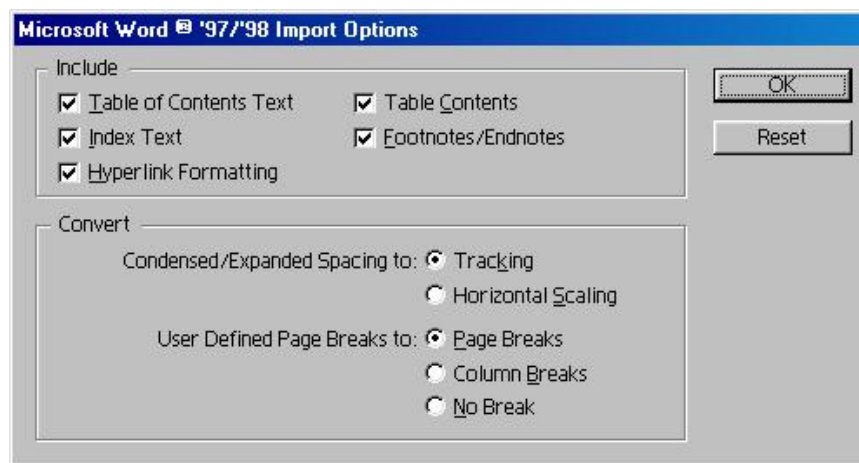 Microsoft Word ® '97/'98 Import Options
Include
Table of Contents Text
Table Contents
Index Text
Footnotes/Endnotes
Hyperlink Formatting
OK
Reset
Convert
Condensed/Expanded Spacing to: Tracking
Horizontal Scaling
User Defined Page Breaks to: Page Breaks
Column Breaks
No Break